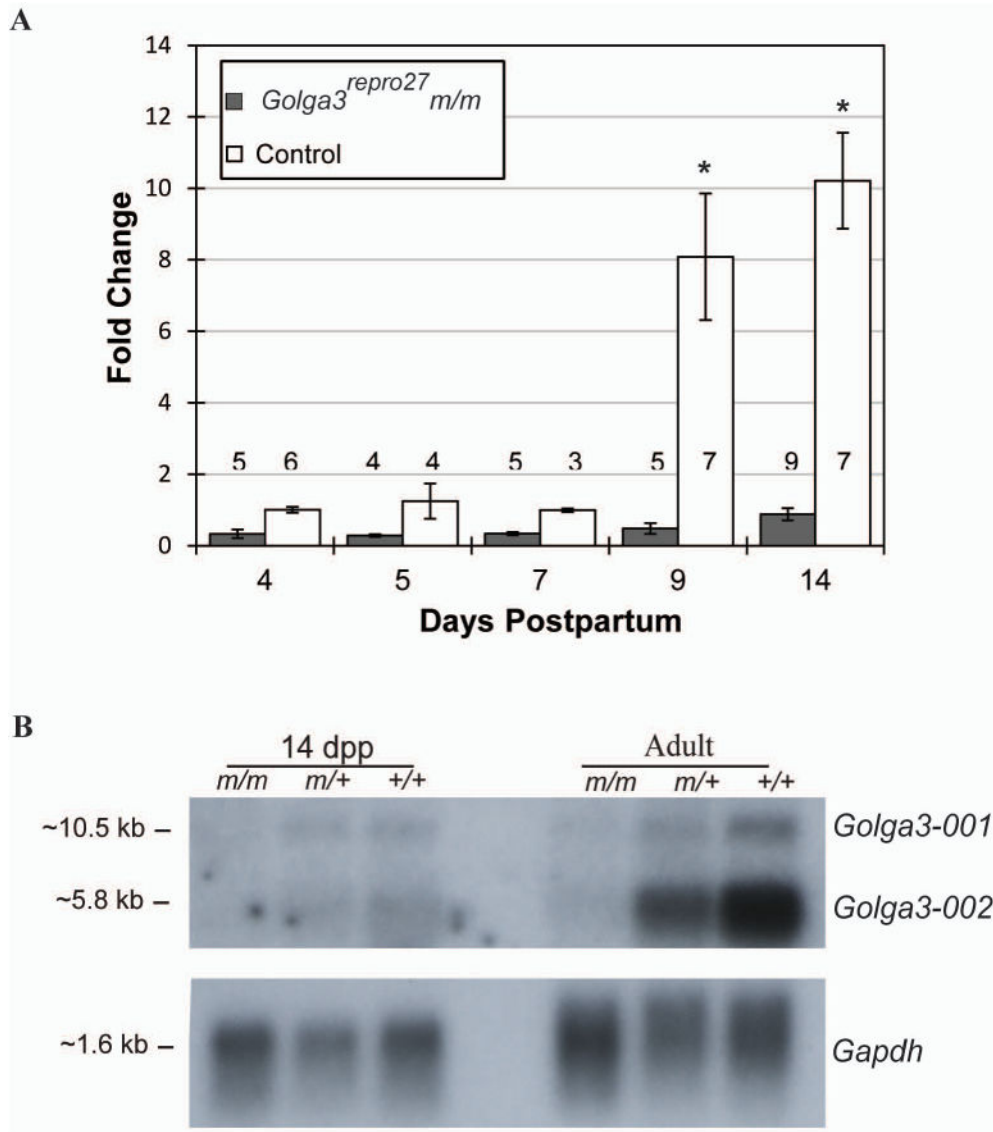 A
14
12
10
8
6
4
2
0
Fold Change
Golga3repro27 m/m
Control
*
*
5 6 4 4 5 3 5 7 9 7
4 5 7 9 14
Days Postpartum
B
14 dpp Adult
m/m m/+ +/+ m/m m/+ +/+
~10.5 kb – Golga3-001
~5.8 kb – Golga3-002
~1.6 kb – Gapdh